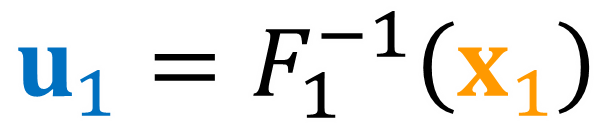 𝐮₁ = F₁⁻¹(𝐱₁)